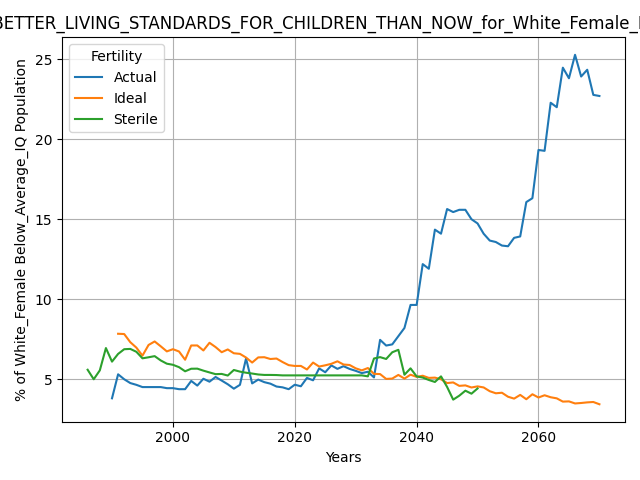 BETTER_LIVING_STANDARDS_FOR_CHILDREN_THAN_NOW_for_White_Female_
Fertility
Actual
Ideal
Sterile
% of White_Female Below_Average_IQ Population
25
20
15
10
5
2000
2020
2040
2060
Years